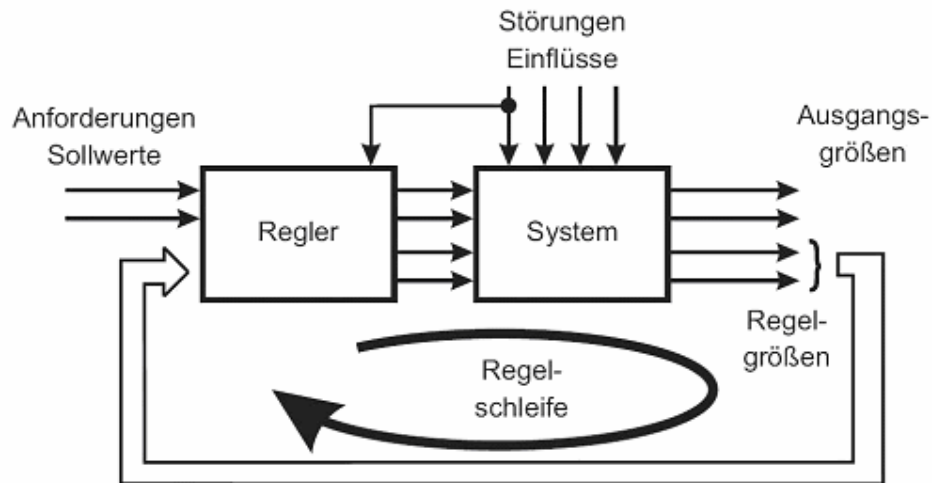 Störungen
Einflüsse
Anforderungen
Sollwerte
Ausgangs-
größen
Regler
System
Regel-
größen
Regel-
schleife